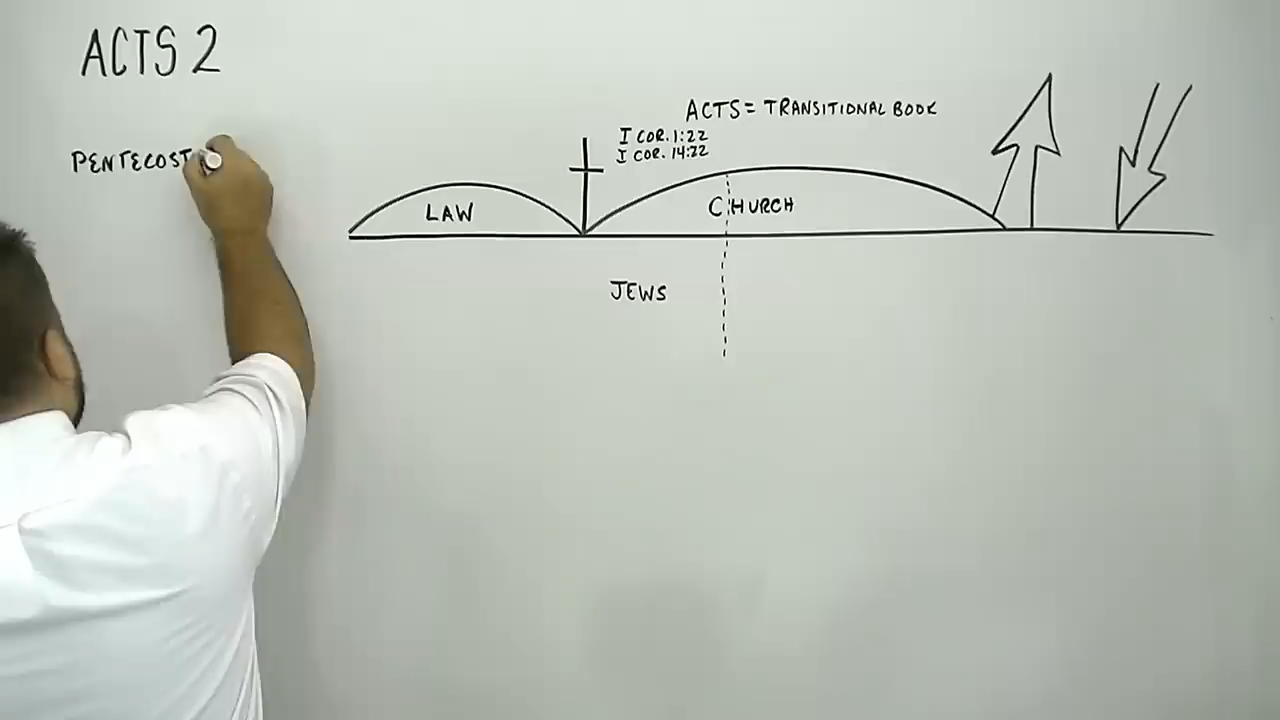 ACTS 2
ACTS = TRANSITIONAL BOOK
I COR. 1:22
I COR. 14:22
PENTECOST
LAW
CHURCH
JEWS